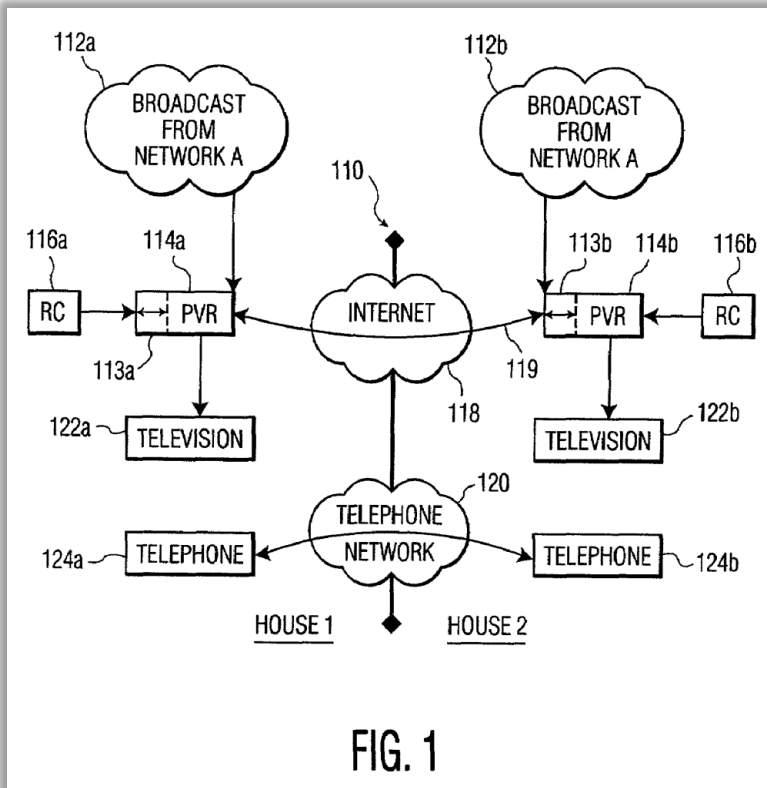 112a
112b
BROADCAST
FROM
NETWORK A
BROADCAST
FROM
NETWORK A
110
116a
114a
113b
114b
116b
RC
PVR
INTERNET
PVR
RC
113a
119
118
122a
TELEVISION
TELEVISION
122b
120
TELEPHONE
NETWORK
124a
TELEPHONE
TELEPHONE
124b
HOUSE 1
HOUSE 2
FIG. 1